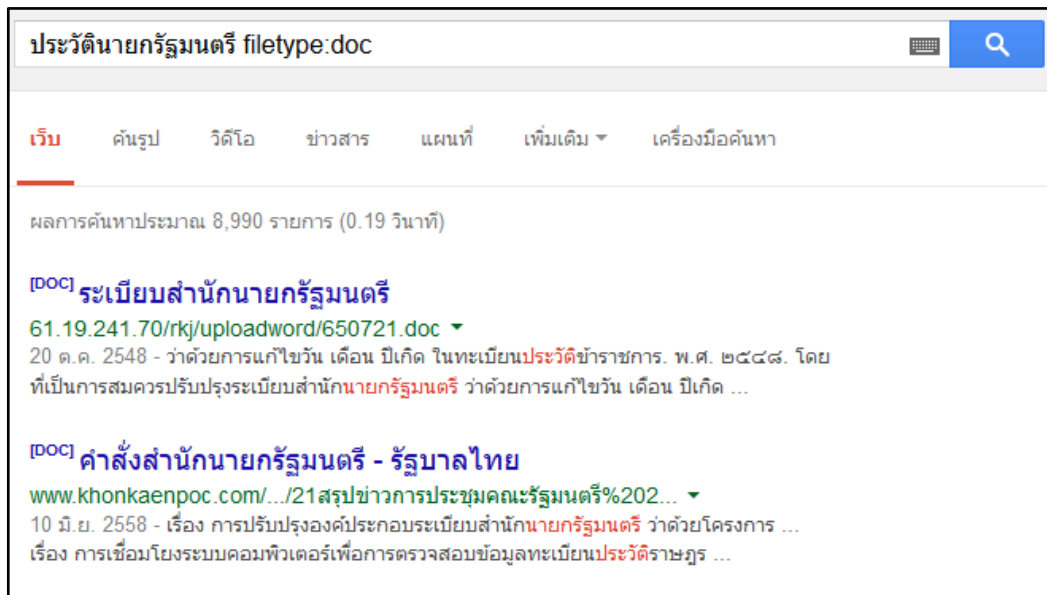 ประวัตินายกรัฐมนตรี filetype:doc
เว็บ ค้นรูป วิดีโอ ข่าวสาร แผนที่ เพิ่มเติม เครื่องมือค้นหา
ผลการค้นหาประมาณ 8,990 รายการ (0.19 วินาที)
[DOC] ระเบียบสำนักนายกรัฐมนตรี
61.19.241.70/rkj/uploadword/650721.doc
20 ต.ค. 2548 - ว่าด้วยการแก้ไขวัน เดือน ปีเกิด ในทะเบียนประวัติข้าราชการ. พ.ศ. ๒๕๔๘. โดย
ที่เป็นการสมควรปรับปรุงระเบียบสำนักนายกรัฐมนตรี ว่าด้วยการแก้ไขวัน เดือน ปีเกิด ...
[DOC] คำสั่งสำนักนายกรัฐมนตรี - รัฐบาลไทย
www.khonkaenpoc.com/.../21สรุปข่าวการประชุมคณะรัฐมนตรี%202...
10 มิ.ย. 2558 - เรื่อง การปรับปรุงองค์ประกอบระเบียบสำนักนายกรัฐมนตรี ว่าด้วยโครงการ ...
เรื่อง การเชื่อมโยงระบบคอมพิวเตอร์เพื่อการตรวจสอบข้อมูลทะเบียนประวัติราษฎร ...